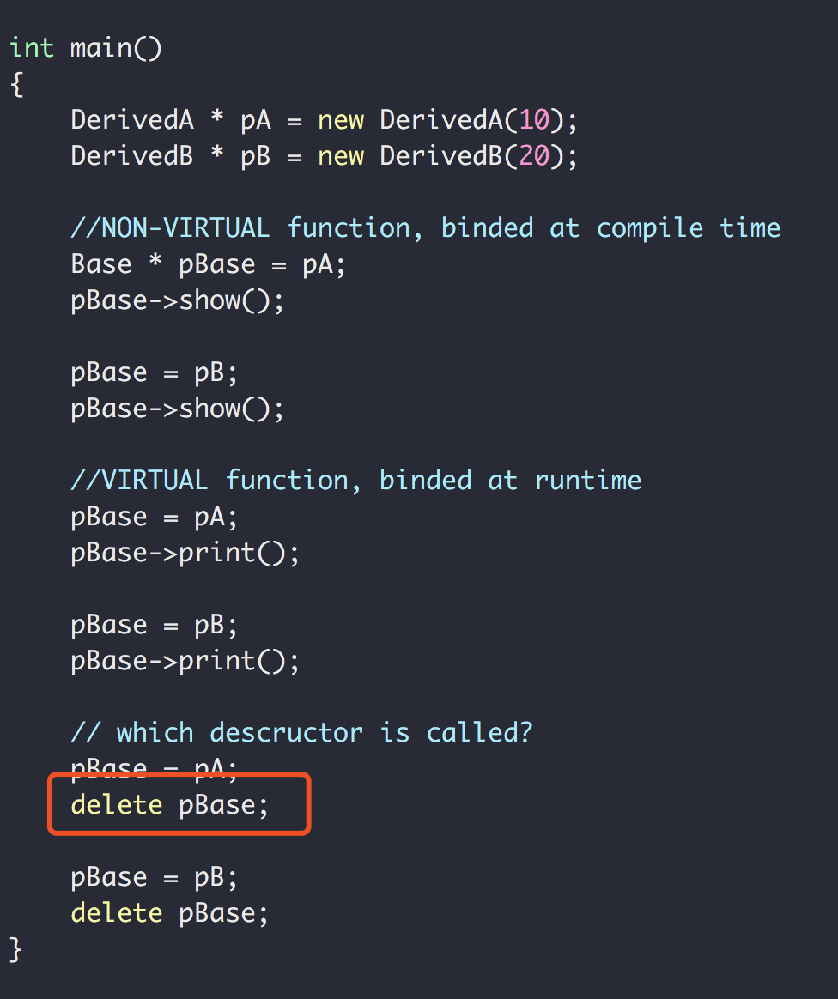 int main()
{
    DerivedA * pA = new DerivedA(10);
    DerivedB * pB = new DerivedB(20);

    //NON-VIRTUAL function, binded at compile time
    Base * pBase = pA;
    pBase->show();

    pBase = pB;
    pBase->show();

    //VIRTUAL function, binded at runtime
    pBase = pA;
    pBase->print();

    pBase = pB;
    pBase->print();

    // which descructor is called?
    pBase = pA;
    delete pBase;

    pBase = pB;
    delete pBase;
}